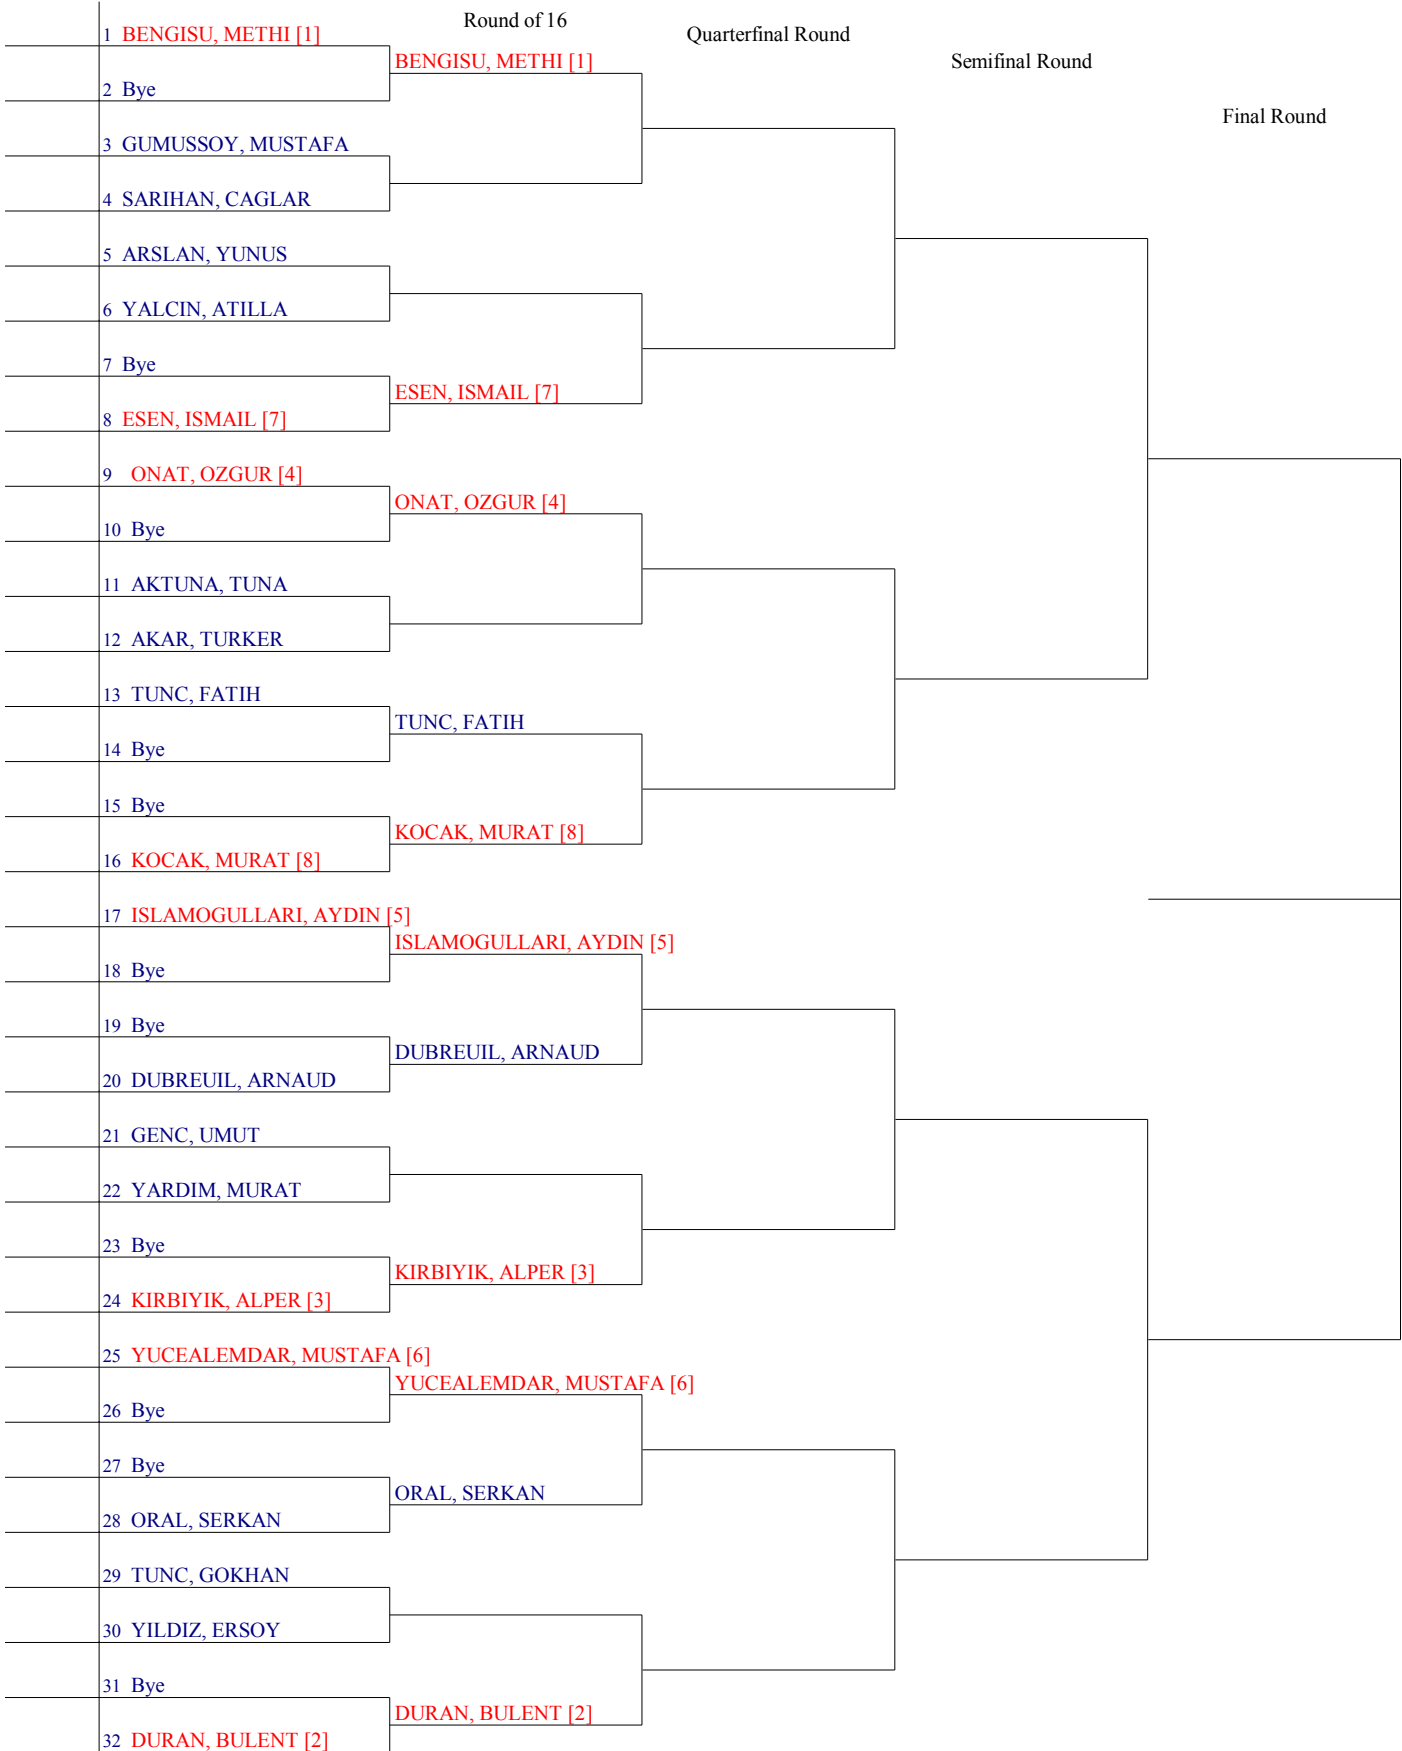 Round of 16
Quarterfinal Round
Semifinal Round
Final Round
1 BENGISU, METHI [1]
BENGISU, METHI [1]
2 Bye
3 GUMUSSOY, MUSTAFA
4 SARIHAN, CAGLAR
5 ARSLAN, YUNUS
6 YALCIN, ATILLA
7 Bye
ESEN, ISMAIL [7]
8 ESEN, ISMAIL [7]
9 ONAT, OZGUR [4]
ONAT, OZGUR [4]
10 Bye
11 AKTUNA, TUNA
12 AKAR, TURKER
13 TUNC, FATIH
TUNC, FATIH
14 Bye
15 Bye
KOCAK, MURAT [8]
16 KOCAK, MURAT [8]
17 ISLAMOGULLARI, AYDIN [5]
ISLAMOGULLARI, AYDIN [5]
18 Bye
19 Bye
DUBREUIL, ARNAUD
20 DUBREUIL, ARNAUD
21 GENC, UMUT
22 YARDIM, MURAT
23 Bye
KIRBIYIK, ALPER [3]
24 KIRBIYIK, ALPER [3]
25 YUCEALEMDAR, MUSTAFA [6]
YUCEALEMDAR, MUSTAFA [6]
26 Bye
27 Bye
ORAL, SERKAN
28 ORAL, SERKAN
29 TUNC, GOKHAN
30 YILDIZ, ERSOY
31 Bye
DURAN, BULENT [2]
32 DURAN, BULENT [2]